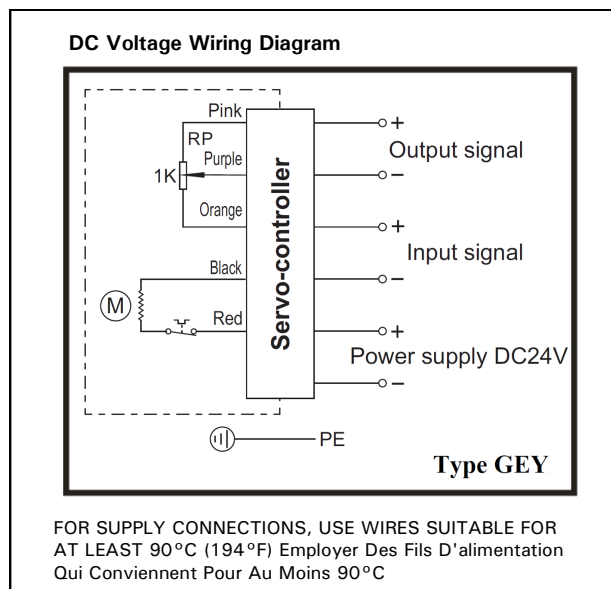 DC Voltage Wiring Diagram
Pink
RP
Purple
1K
Orange
Black
M
Red
Servo-controller
+
Output signal
−
+
Input signal
−
+
Power supply DC24V
−
PE
Type GEY
FOR SUPPLY CONNECTIONS, USE WIRES SUITABLE FOR
AT LEAST 90°C (194°F) Employer Des Fils D'alimentation
Qui Conviennent Pour Au Moins 90°C